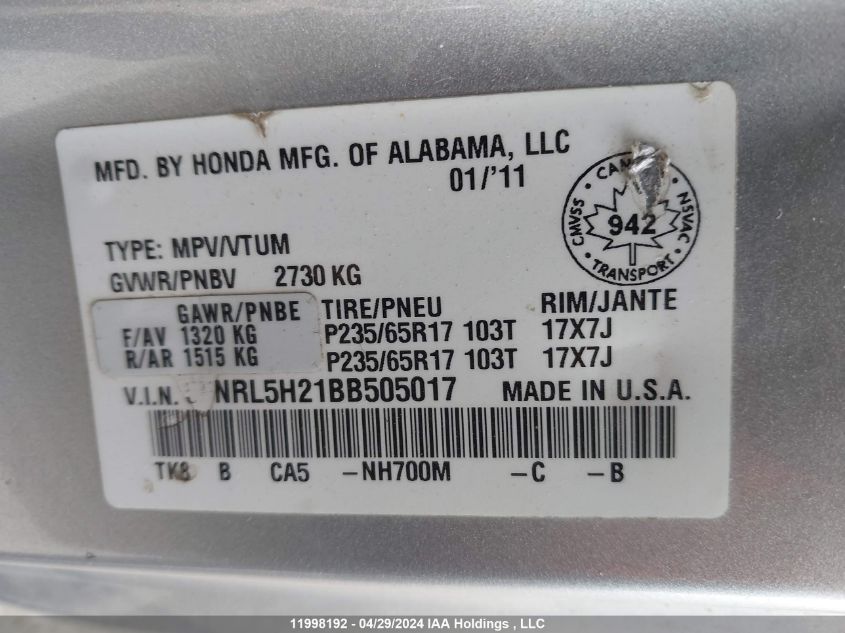 MFD. BY HONDA MFG. OF ALABAMA, LLC
01/'11
CMVSS NSVAC
942
TRANSPORT
TYPE: MPV/VTUM
GVWR/PNBV 2730 KG
GAWR/PNBE TIRE/PNEU RIM/JANTE
F/AV 1320 KG P235/65R17 103T 17X7J
R/AR 1515 KG P235/65R17 103T 17X7J
V.I.N. NRL5H21BB505017 MADE IN U.S.A.
TK8 B CA5 -NH700M -C -B
11998192 - 04/29/2024 IAA Holdings , LLC